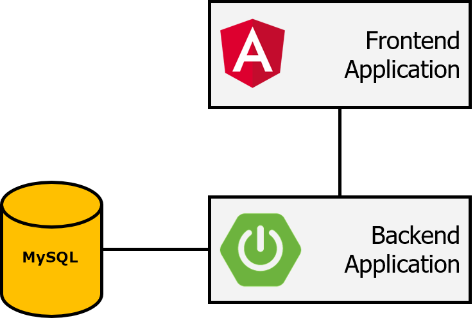 Frontend
Application
Backend
Application
MySQL